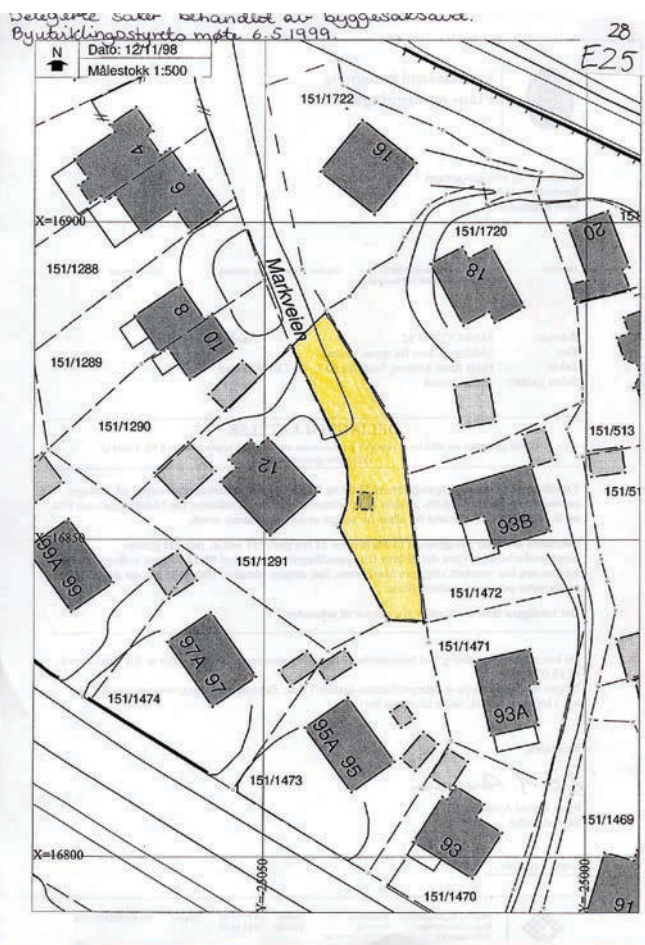 Delegerte saker behandlet av byggesaksavd.
Byutviklingsstyrets møte 6.5.1999.
28
E25
N
Dato: 12/11/98
Målestokk 1:500
151/1722
4
6
16
X=16900
151/1720
20
151/1288
Markveien
18
8
10
151/1289
151/1290
151/513
12
93B
X=16850
99A 99
151/1291
151/1472
151/1471
97A 97
151/1474
93A
95A 95
151/1473
151/1469
93
X=16800
151/1470
91